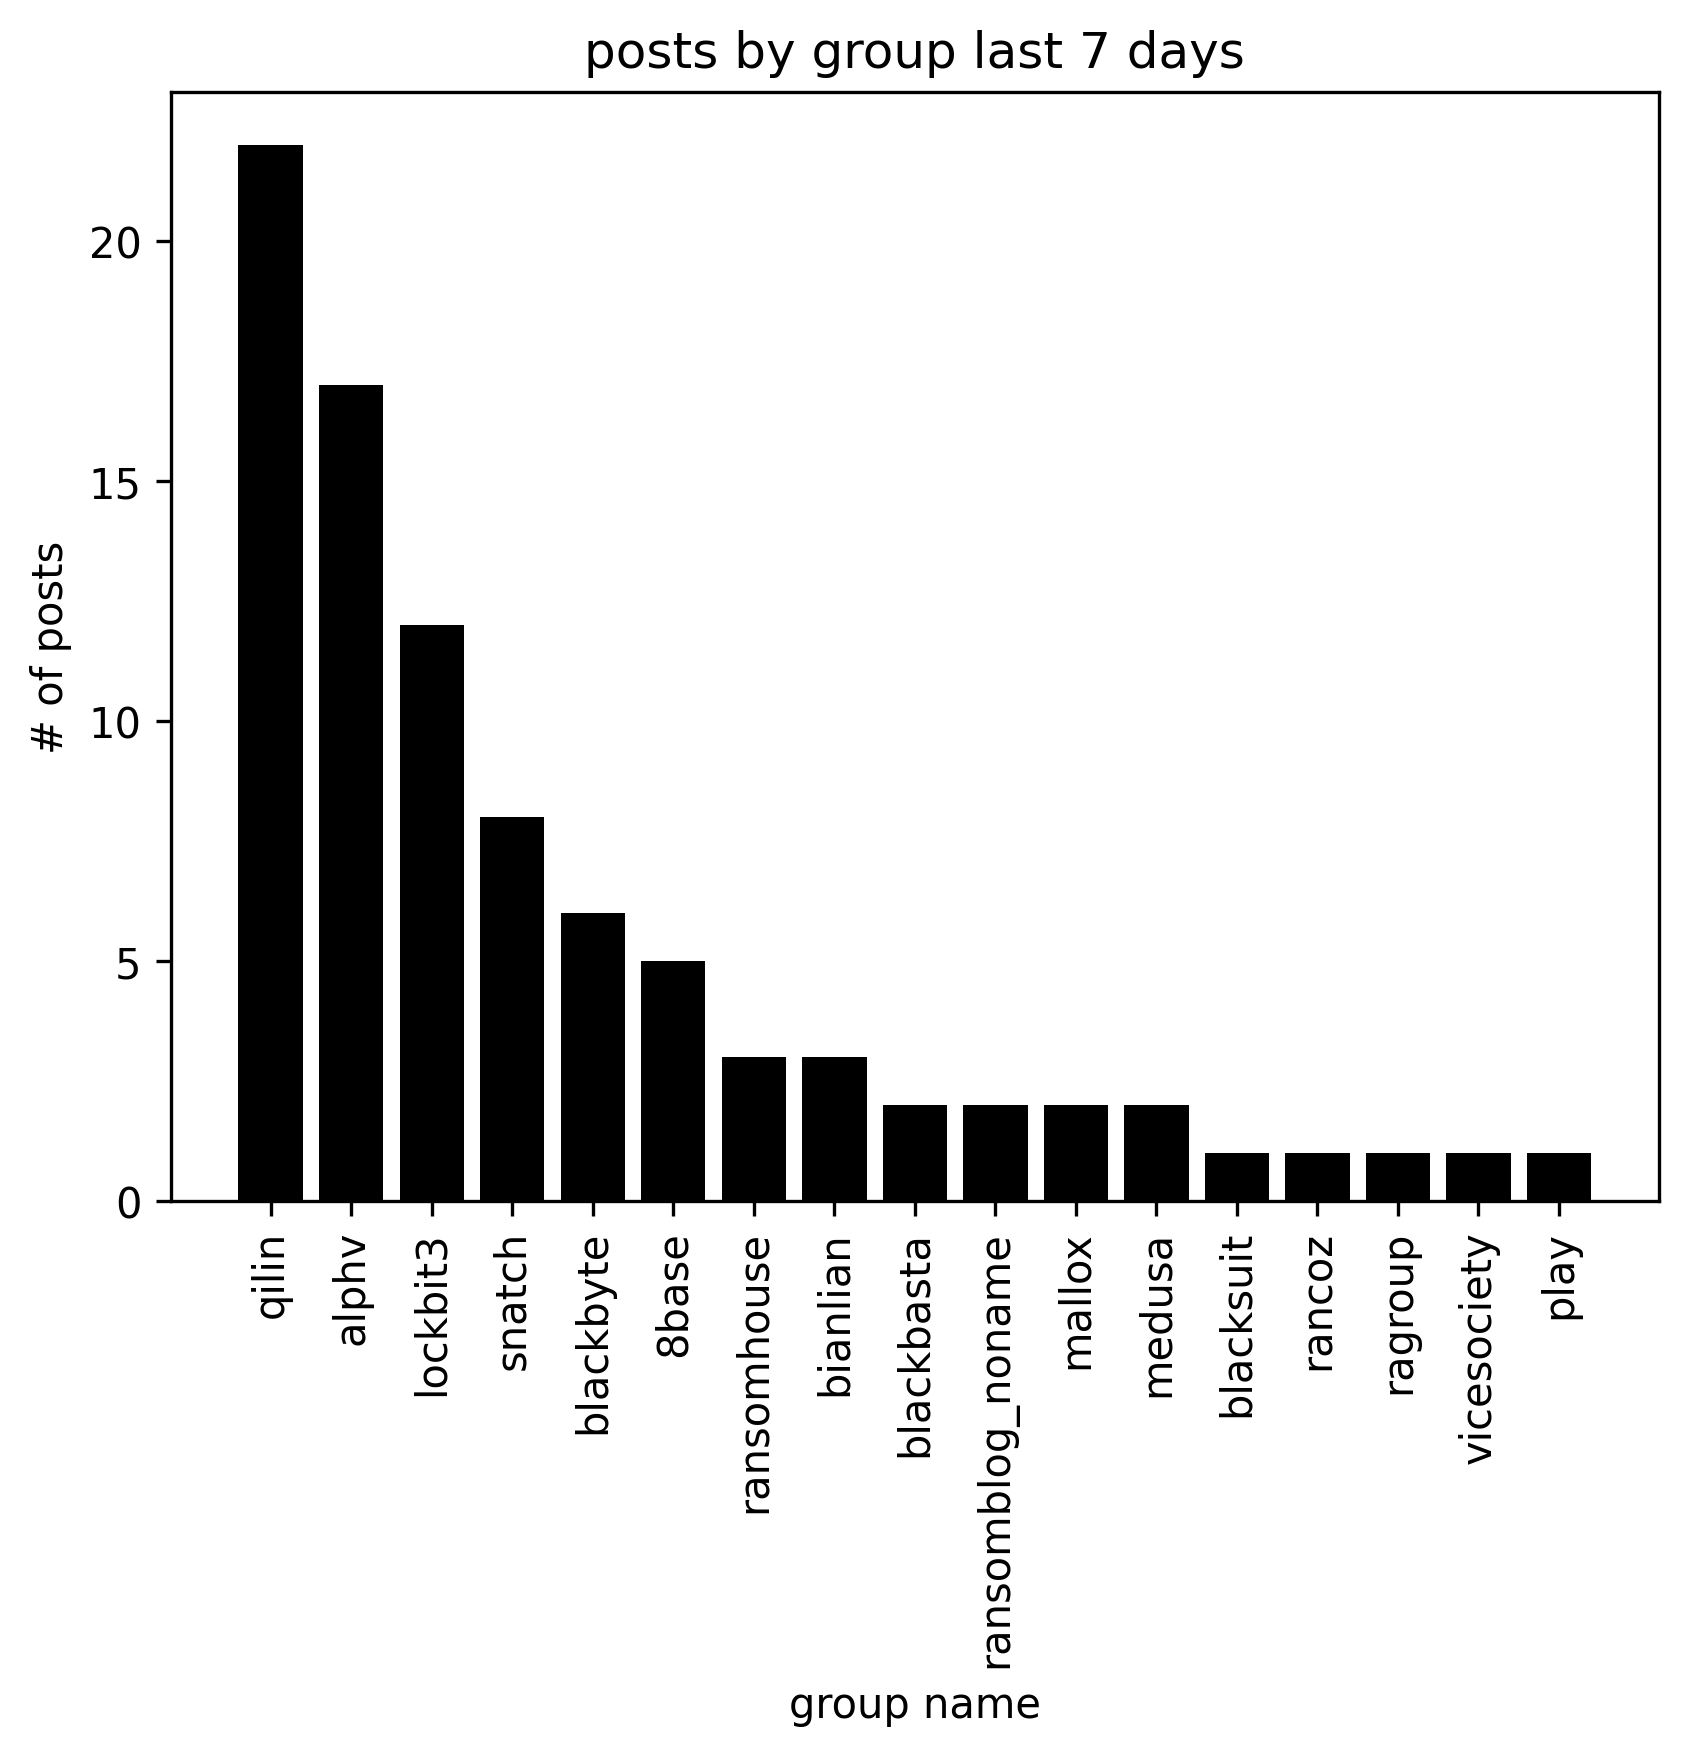 posts by group last 7 days
# of posts
20
15
10
5
0
qilin
alphv
lockbit3
snatch
blackbyte
8base
ransomhouse
bianlian
blackbasta
ransomblog_noname
mallox
medusa
blacksuit
rancoz
ragroup
vicesociety
play
group name